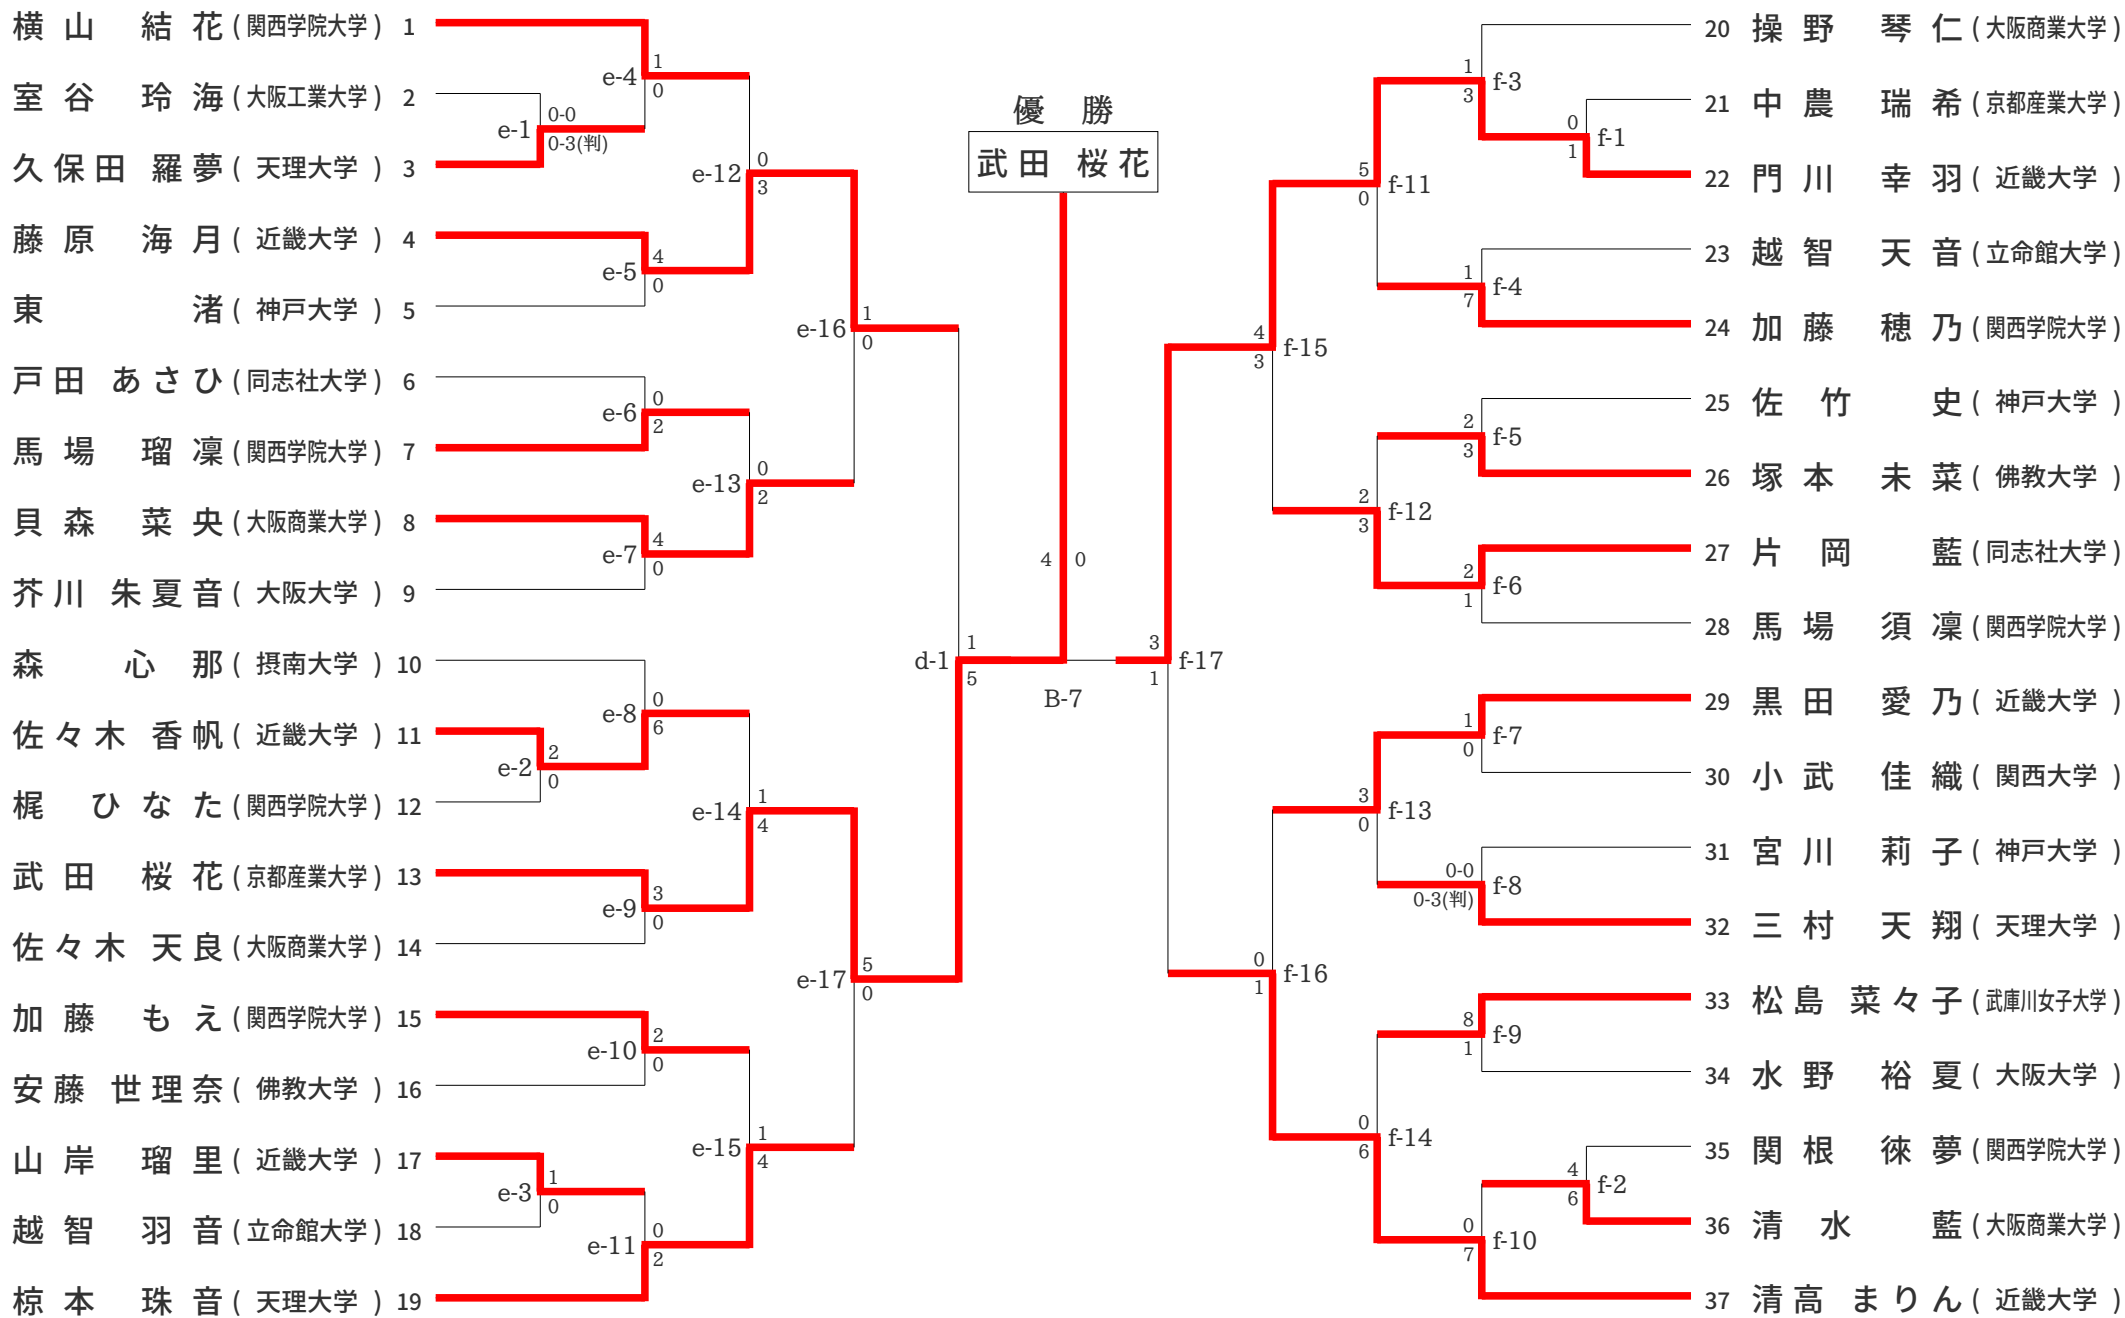 優 勝
武田 桜花
横山 結花 (関西学院大学) 1
室谷 玲海 (大阪工業大学) 2
久保田 羅夢 (天理大学) 3
藤原 海月 (近畿大学) 4
東 渚 (神戸大学) 5
戸田 あさひ (同志社大学) 6
馬場 瑠凜 (関西学院大学) 7
貝森 菜央 (大阪商業大学) 8
芥川 朱夏音 (大阪大学) 9
森 心那 (摂南大学) 10
佐々木 香帆 (近畿大学) 11
梶 ひなた (関西学院大学) 12
武田 桜花 (京都産業大学) 13
佐々木 天良 (大阪商業大学) 14
加藤 もえ (関西学院大学) 15
安藤 世理奈 (佛教大学) 16
山岸 瑠里 (近畿大学) 17
越智 羽音 (立命館大学) 18
椋本 珠音 (天理大学) 19
e-1 0-0 0-3(判)
e-2 2 0
e-3 1 0
e-4 1 0
e-5 4 0
e-6 0 2
e-7 4 0
e-8 0 6
e-9 3 0
e-10 2 0
e-11 0 2
e-12 0 3
e-13 0 2
e-14 1 4
e-15 1 4
e-16 1 0
e-17 5 0
d-1 1 5
4 0
B-7
3 1 f-17
4 3 f-15
0 1 f-16
5 0 f-11
2 3 f-12
3 0 f-13
0 6 f-14
1 3 f-3
1 7 f-4
2 3 f-5
2 1 f-6
1 0 f-7
0-0 0-3(判) f-8
8 1 f-9
0 7 f-10
0 1 f-1
4 6 f-2
20 操野 琴仁 (大阪商業大学)
21 中農 瑞希 (京都産業大学)
22 門川 幸羽 (近畿大学)
23 越智 天音 (立命館大学)
24 加藤 穂乃 (関西学院大学)
25 佐竹 史 (神戸大学)
26 塚本 未菜 (佛教大学)
27 片岡 藍 (同志社大学)
28 馬場 須凜 (関西学院大学)
29 黒田 愛乃 (近畿大学)
30 小武 佳織 (関西大学)
31 宮川 莉子 (神戸大学)
32 三村 天翔 (天理大学)
33 松島 菜々子 (武庫川女子大学)
34 水野 裕夏 (大阪大学)
35 関根 徠夢 (関西学院大学)
36 清水 藍 (大阪商業大学)
37 清高 まりん (近畿大学)